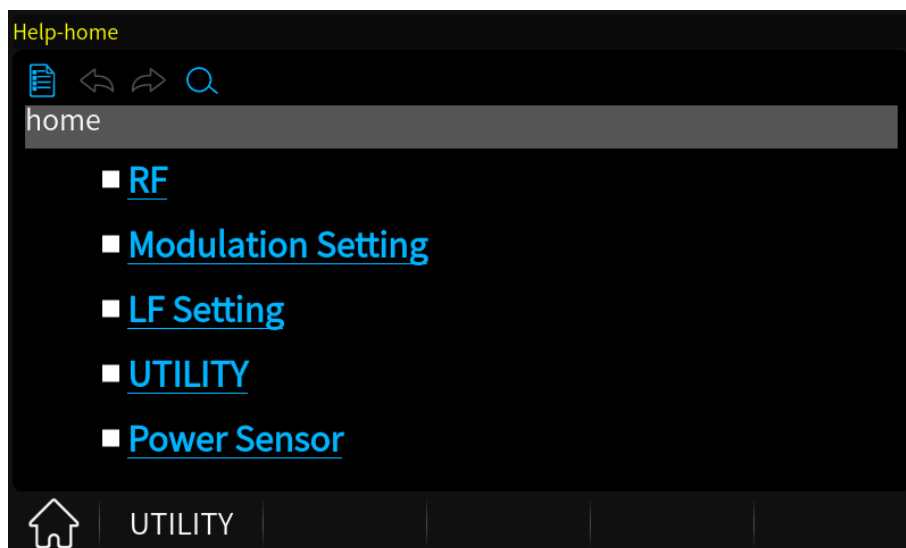 Help-home
home
RF
Modulation Setting
LF Setting
UTILITY
Power Sensor
UTILITY